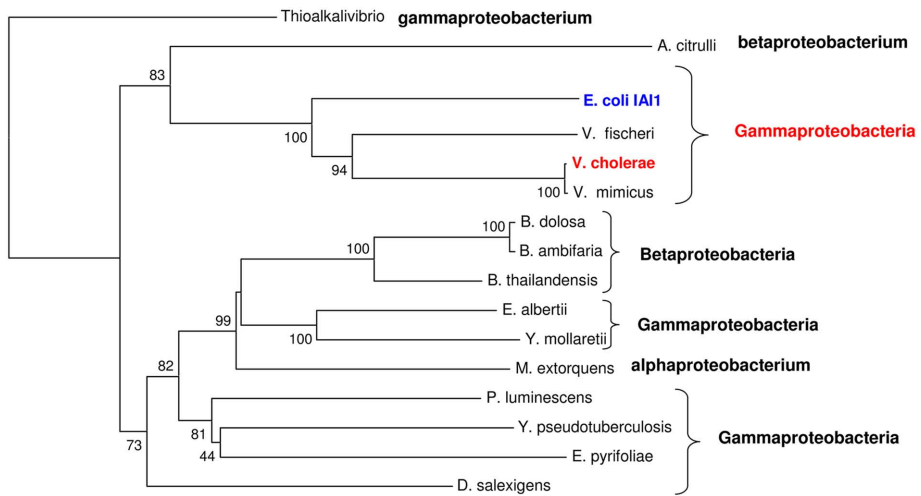 Thioalkalivibrio gammaproteobacterium
A. citrulli betaproteobacterium
83
E. coli IAI1
100
V. fischeri
Gammaproteobacteria
94
V. cholerae
100
V. mimicus
100
B. dolosa
100
B. ambifaria
Betaproteobacteria
B. thailandensis
E. albertii
99
100
Y. mollaretii
Gammaproteobacteria
82
M. extorquens alphaproteobacterium
P. luminescens
81
Y. pseudotuberculosis
73
44
E. pyrifoliae
Gammaproteobacteria
D. salexigens